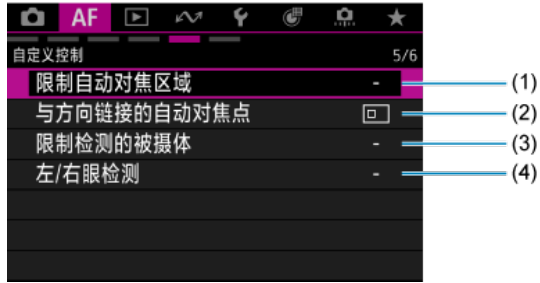 AF
自定义控制 5/6
限制自动对焦区域 - (1)
与方向链接的自动对焦点 (2)
限制检测的被摄体 - (3)
左/右眼检测 - (4)